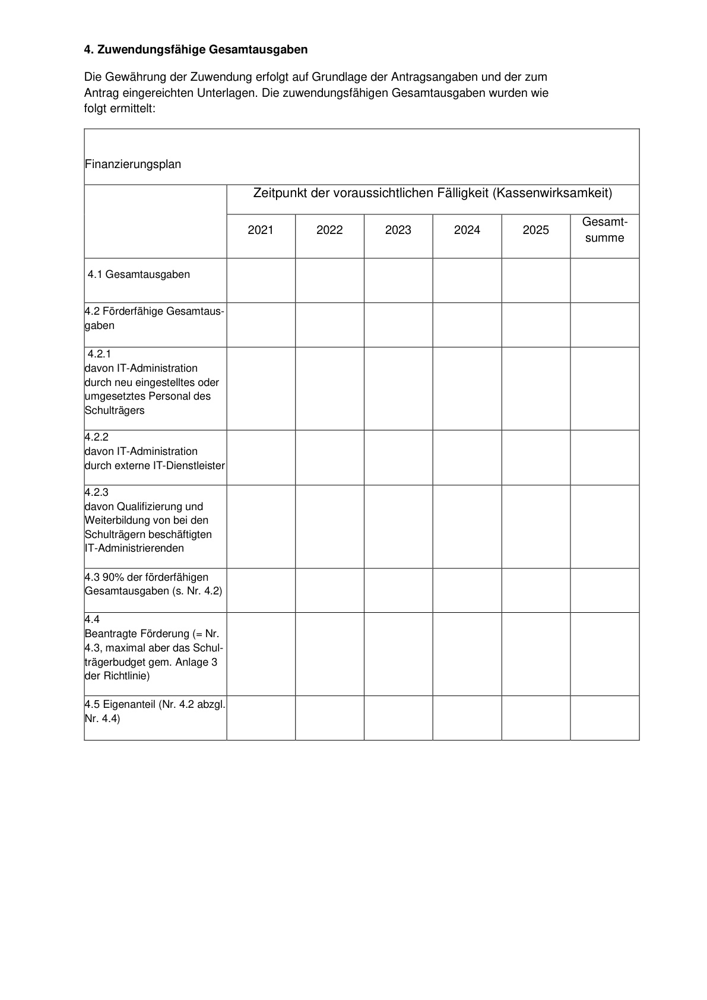 4. Zuwendungsfähige Gesamtausgaben
Die Gewährung der Zuwendung erfolgt auf Grundlage der Antragsangaben und der zum
Antrag eingereichten Unterlagen. Die zuwendungsfähigen Gesamtausgaben wurden wie
folgt ermittelt:
Finanzierungsplan
Zeitpunkt der voraussichtlichen Fälligkeit (Kassenwirksamkeit)
2021 2022 2023 2024 2025 Gesamt-
summe
4.1 Gesamtausgaben
4.2 Förderfähige Gesamtaus-
gaben
4.2.1
davon IT-Administration
durch neu eingestelltes oder
umgesetztes Personal des
Schulträgers
4.2.2
davon IT-Administration
durch externe IT-Dienstleister
4.2.3
davon Qualifizierung und
Weiterbildung von bei den
Schulträgern beschäftigten
IT-Administrierenden
4.3 90% der förderfähigen
Gesamtausgaben (s. Nr. 4.2)
4.4
Beantragte Förderung (= Nr.
4.3, maximal aber das Schul-
trägerbudget gem. Anlage 3
der Richtlinie)
4.5 Eigenanteil (Nr. 4.2 abzgl.
Nr. 4.4)